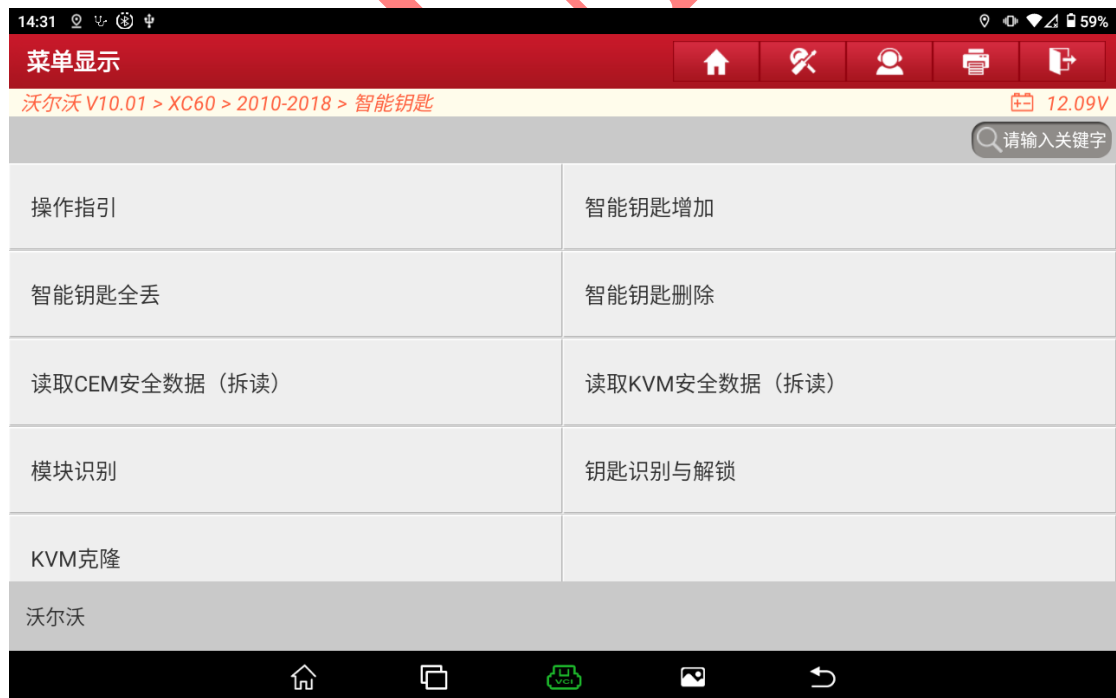 14:31 59%
菜单显示
沃尔沃 V10.01 > XC60 > 2010-2018 > 智能钥匙 12.09V
请输入关键字
操作指引 智能钥匙增加
智能钥匙全丢 智能钥匙删除
读取CEM安全数据（拆读） 读取KVM安全数据（拆读）
模块识别 钥匙识别与解锁
KVM克隆
沃尔沃
VCI